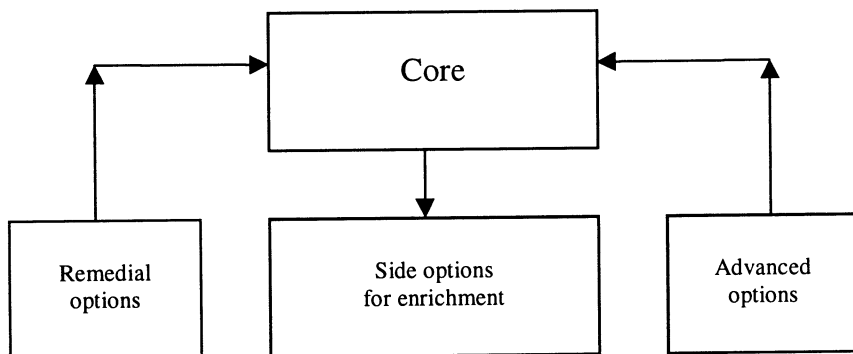 Core
Remedial
options
Side options
for enrichment
Advanced
options